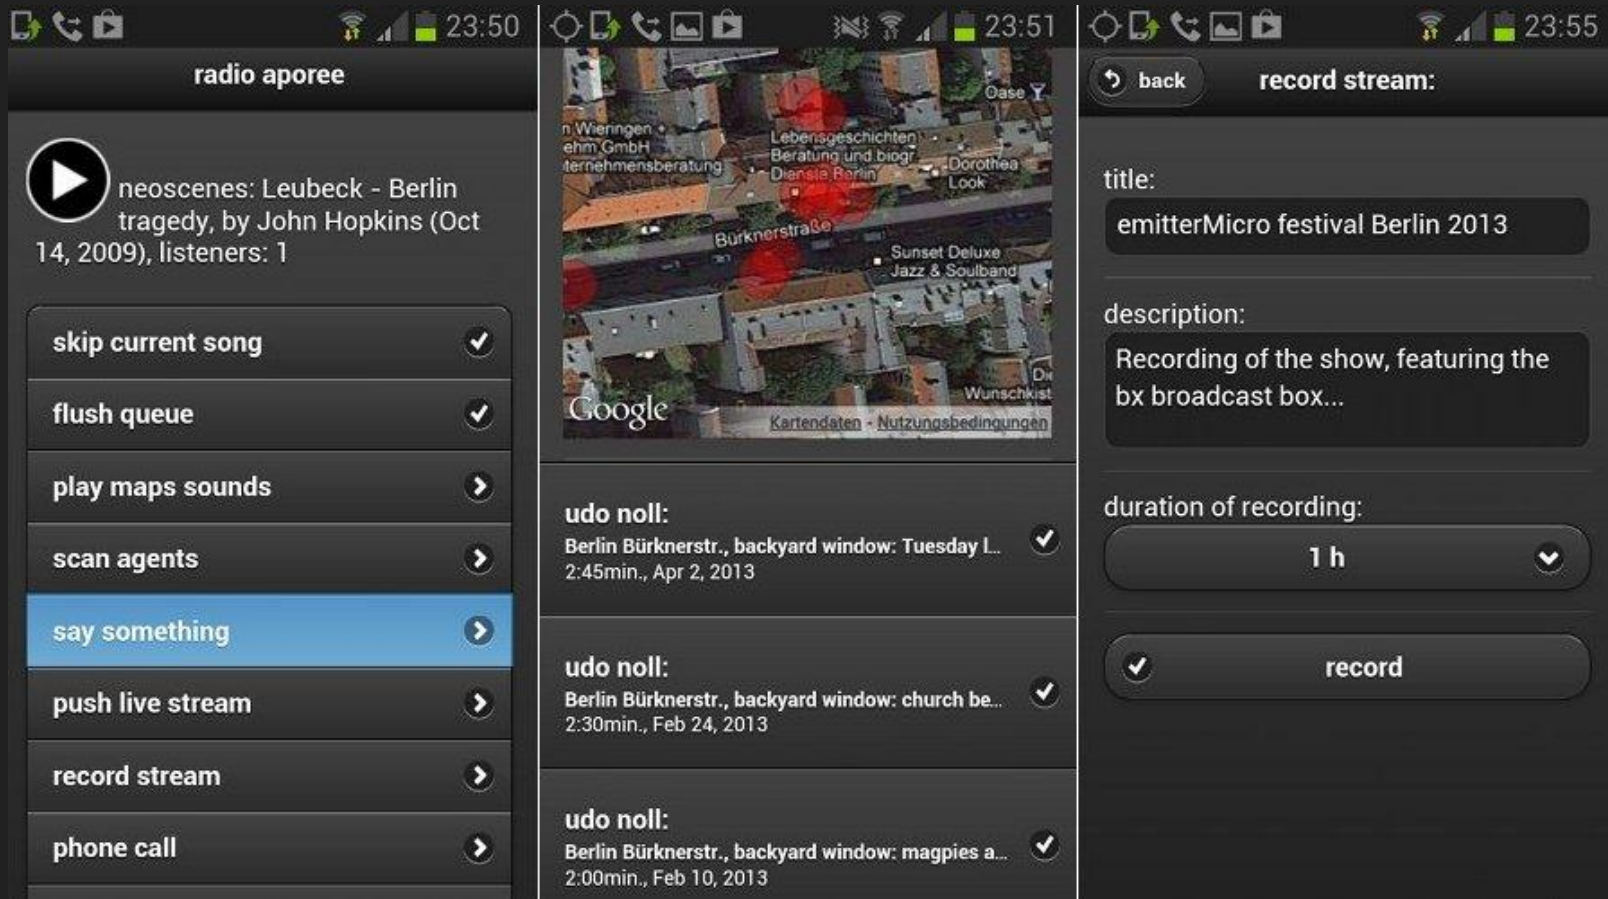 23:50
radio aporee
neoscenes: Leubeck - Berlin
tragedy, by John Hopkins (Oct
14, 2009), listeners: 1
skip current song
flush queue
play maps sounds
scan agents
say something
push live stream
record stream
phone call
23:51
Oase
n Wieringen
ehm GmbH
ternehmensberatung
Lebensgeschichten
Beratung und biogr
Dienste Berlin
Dorothea
Look
Bürknerstraße
Sunset Deluxe
Jazz & Soulband
Di
Wunschkist
Google
Kartendaten - Nutzungsbedingungen
udo noll:
Berlin Bürknerstr., backyard window: Tuesday l...
2:45min., Apr 2, 2013
udo noll:
Berlin Bürknerstr., backyard window: church be...
2:30min., Feb 24, 2013
udo noll:
Berlin Bürknerstr., backyard window: magpies a...
2:00min., Feb 10, 2013
23:55
back
record stream:
title:
emitterMicro festival Berlin 2013
description:
Recording of the show, featuring the
bx broadcast box...
duration of recording:
1 h
record